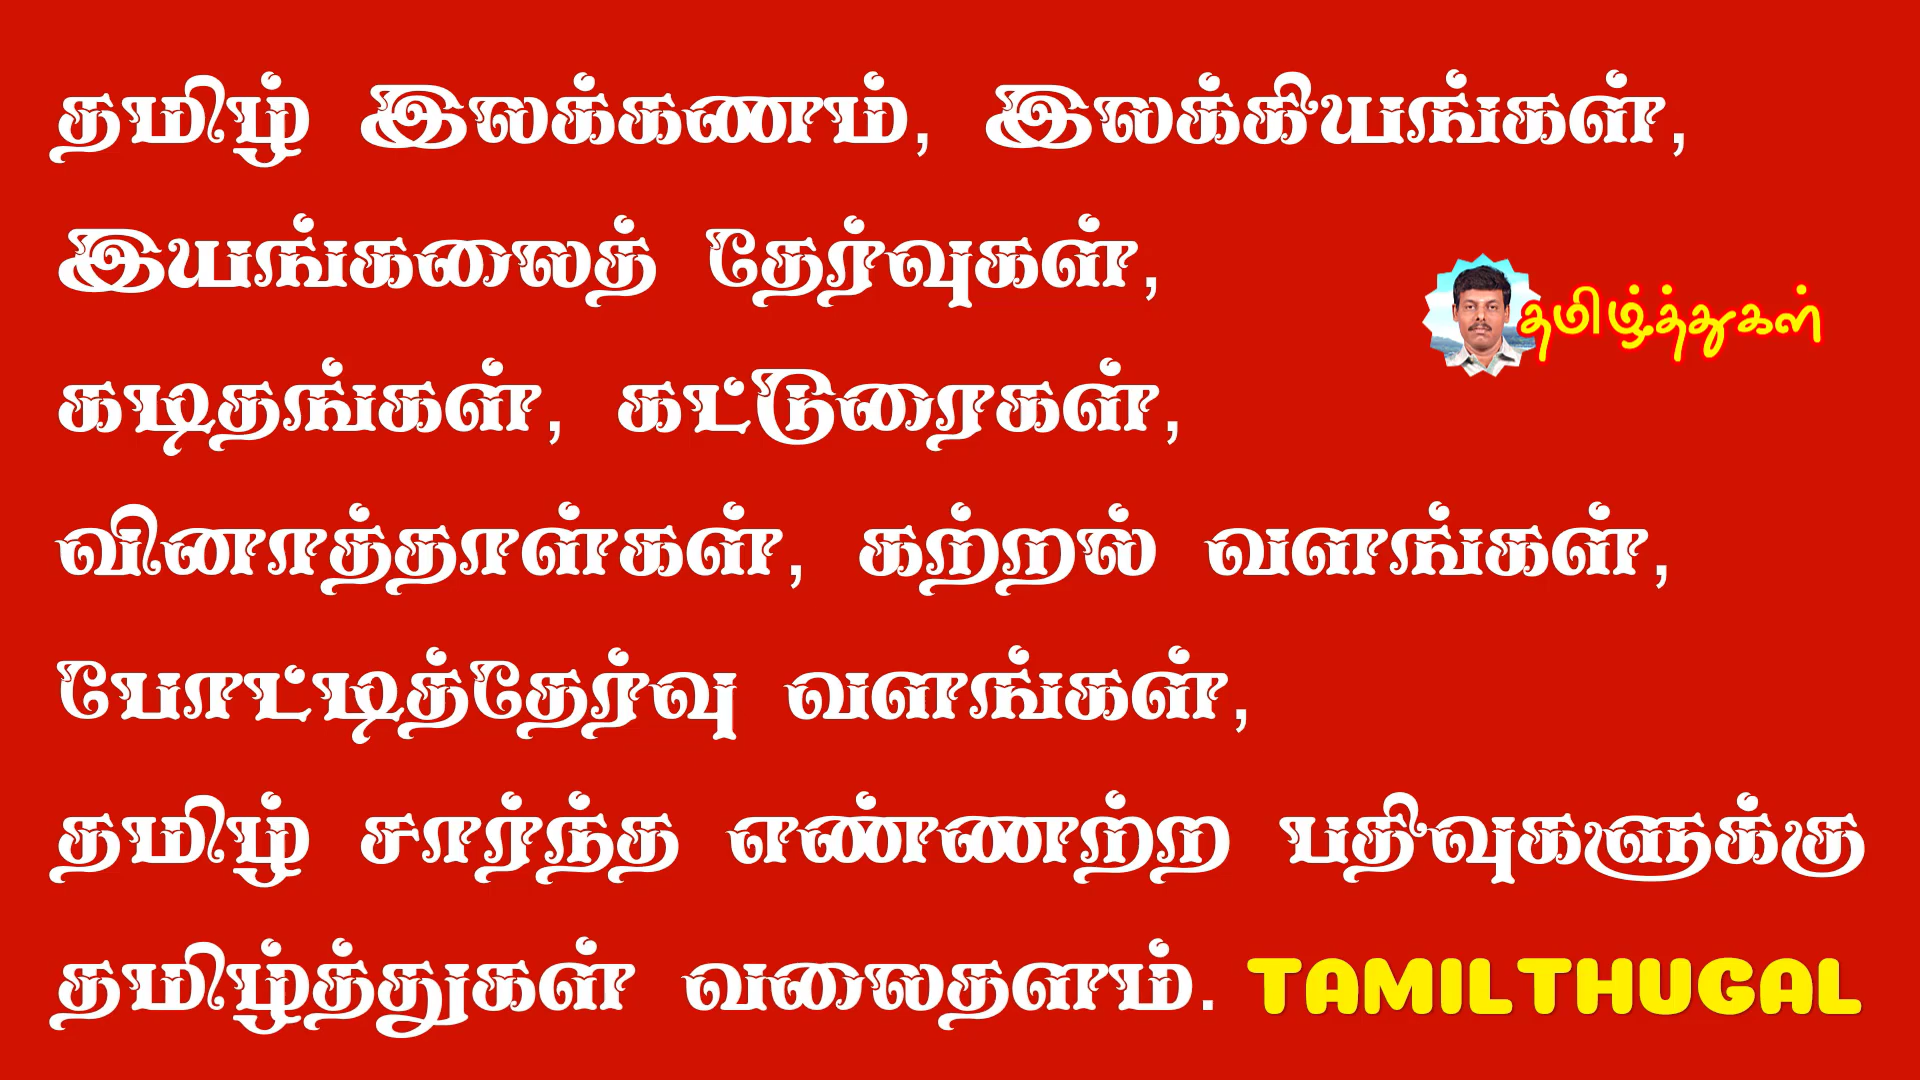 தமிழ் இலக்கணம், இலக்கியங்கள்,
இயங்கலைத் தேர்வுகள்,
தமிழ்த்துகள்
கடிதங்கள், கட்டுரைகள்,
வினாத்தாள்கள், கற்றல் வளங்கள்,
போட்டித்தேர்வு வளங்கள்,
தமிழ் சார்ந்த எண்ணற்ற பதிவுகளுக்கு
தமிழ்த்துகள் வலைதளம். TAMILTHUGAL